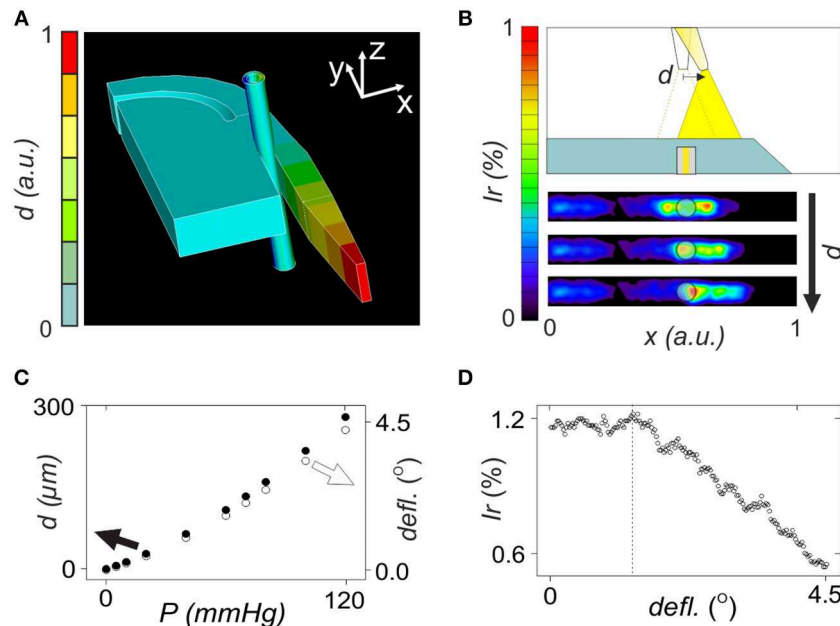 A
1
d (a.u.)
0
z
y
x
B
1
Ir (%)
0
d
d
0
1
x (a.u.)
C
300
d (µm)
0
0
120
P (mmHg)
4.5
defl. (°)
0.0
D
1.2
Ir (%)
0.6
0
4.5
defl. (°)